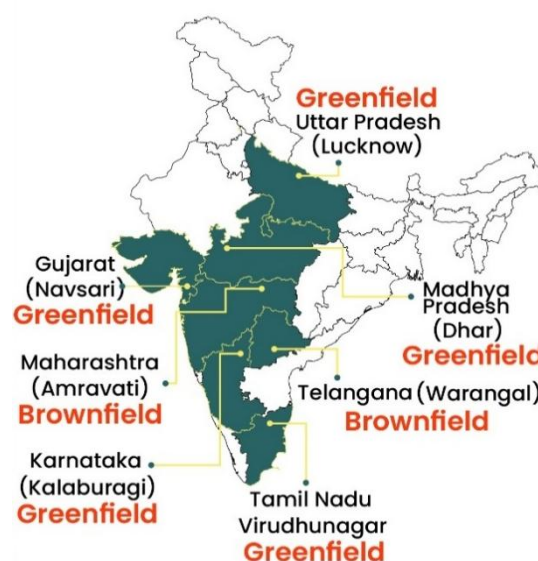 Greenfield
Uttar Pradesh
(Lucknow)
Gujarat
(Navsari)
Greenfield
Madhya
Pradesh
(Dhar)
Greenfield
Maharashtra
(Amravati)
Brownfield
Telangana (Warangal)
Brownfield
Karnataka
(Kalaburagi)
Greenfield
Tamil Nadu
Virudhunagar
Greenfield